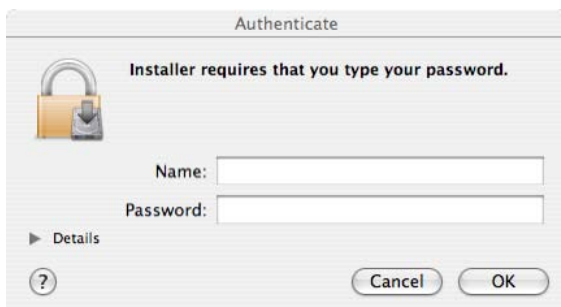 Authenticate
Installer requires that you type your password.
Name:
Password:
Details
?
Cancel
OK